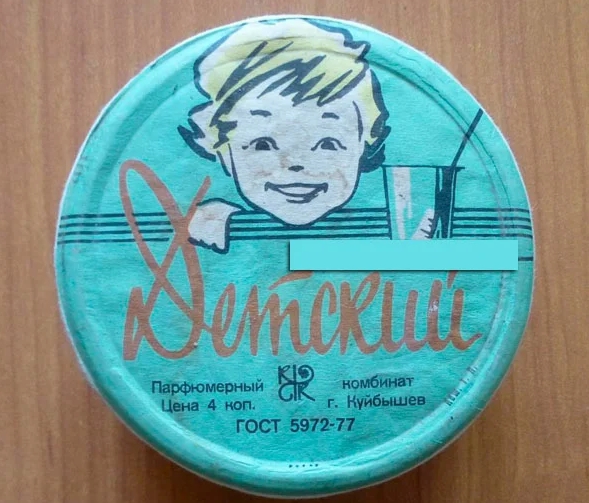 Детский
Парфюмерный комбинат
Цена 4 коп. г. Куйбышев
ГОСТ 5972-77